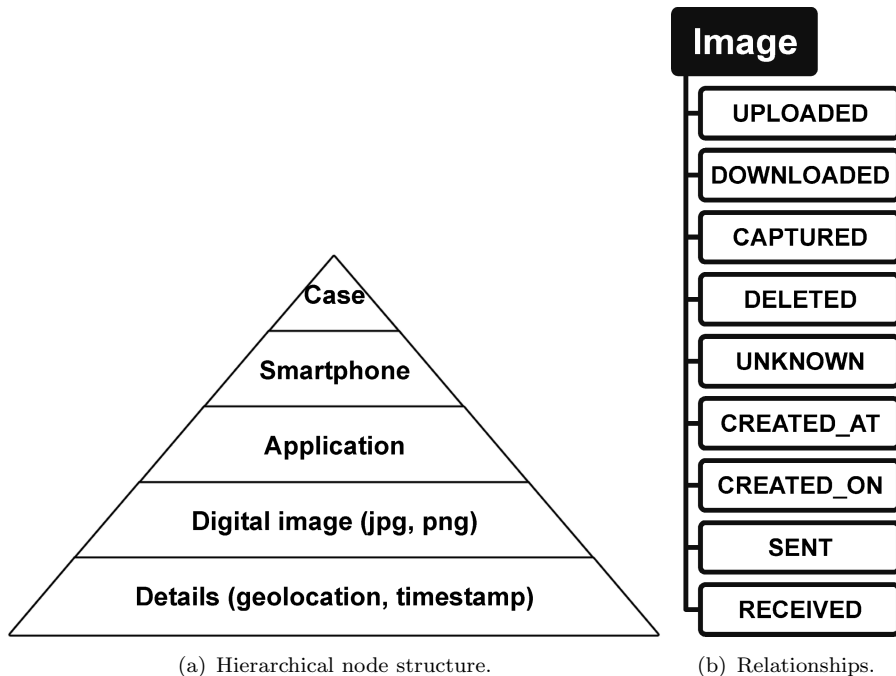 Case
Smartphone
Application
Digital image (jpg, png)
Details (geolocation, timestamp)
(a) Hierarchical node structure.
Image
UPLOADED
DOWNLOADED
CAPTURED
DELETED
UNKNOWN
CREATED_AT
CREATED_ON
SENT
RECEIVED
(b) Relationships.